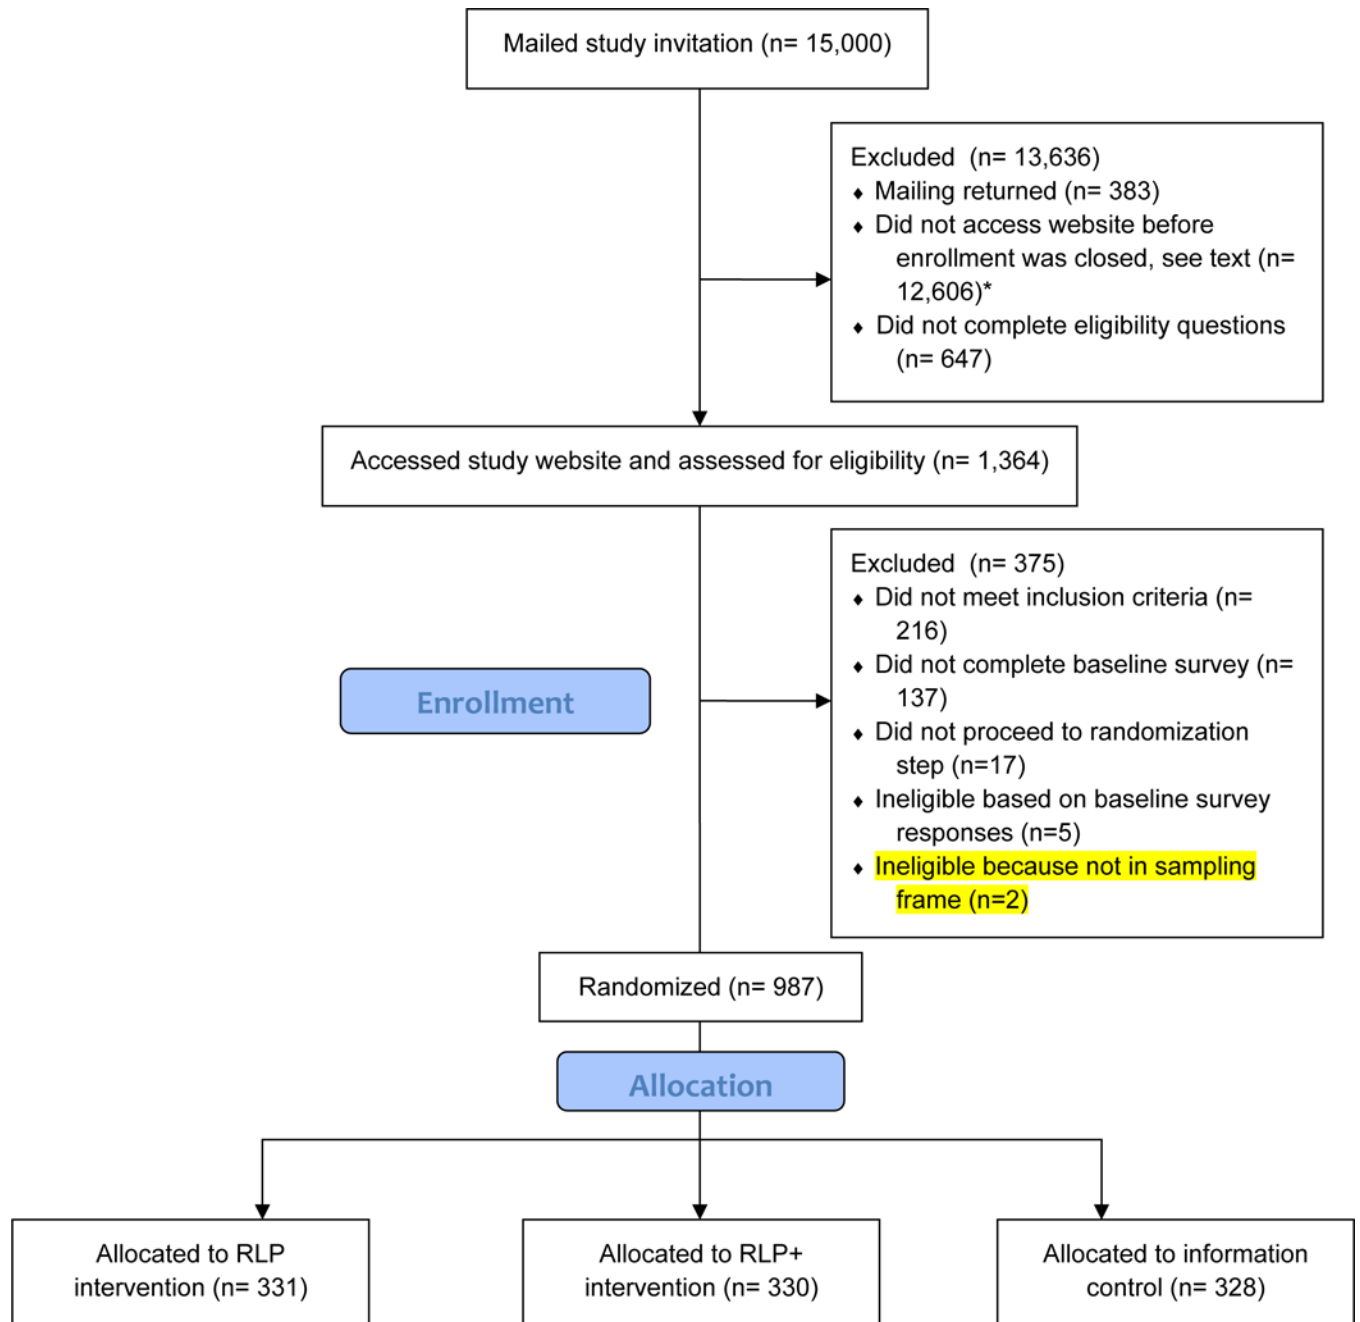 Mailed study invitation (n= 15,000)
Excluded  (n= 13,636)
♦ Mailing returned (n= 383)
♦ Did not access website before
enrollment was closed, see text (n=
12,606)*
♦ Did not complete eligibility questions
(n= 647)
Accessed study website and assessed for eligibility (n= 1,364)
Excluded  (n= 375)
♦ Did not meet inclusion criteria (n=
216)
♦ Did not complete baseline survey (n=
137)
♦ Did not proceed to randomization
step (n=17)
♦ Ineligible based on baseline survey
responses (n=5)
♦ Ineligible because not in sampling
frame (n=2)
Enrollment
Randomized (n= 987)
Allocation
Allocated to RLP
intervention (n= 331)
Allocated to RLP+
intervention (n= 330)
Allocated to information
control (n= 328)